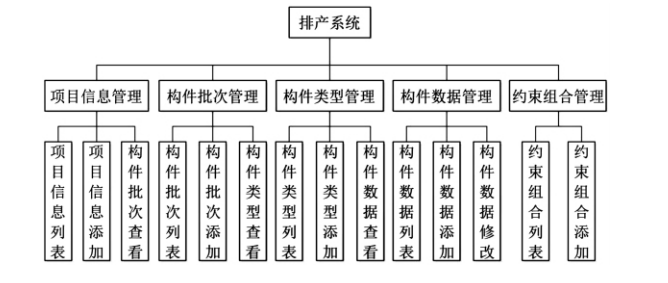 排产系统
项目信息管理
构件批次管理
构件类型管理
构件数据管理
约束组合管理
项目信息列表
项目信息添加
构件批次查看
构件批次列表
构件批次添加
构件类型查看
构件类型列表
构件类型添加
构件数据查看
构件数据列表
构件数据添加
构件数据修改
约束组合列表
约束组合添加